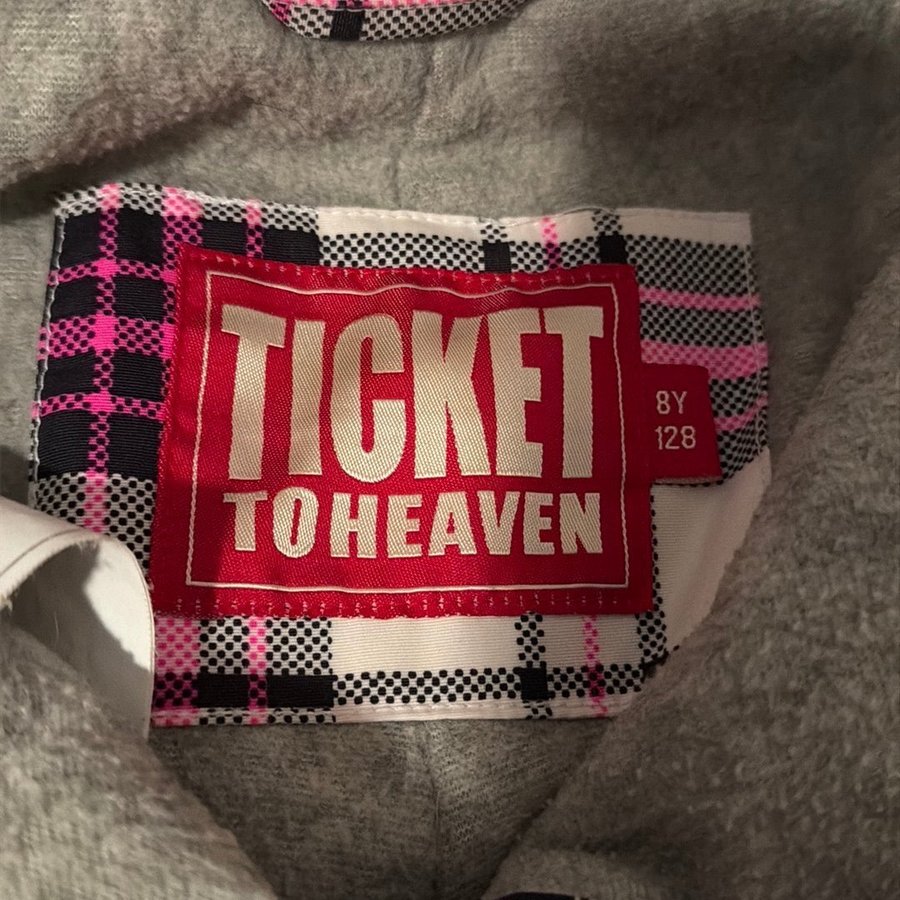 TICKET
TO HEAVEN
8Y
128